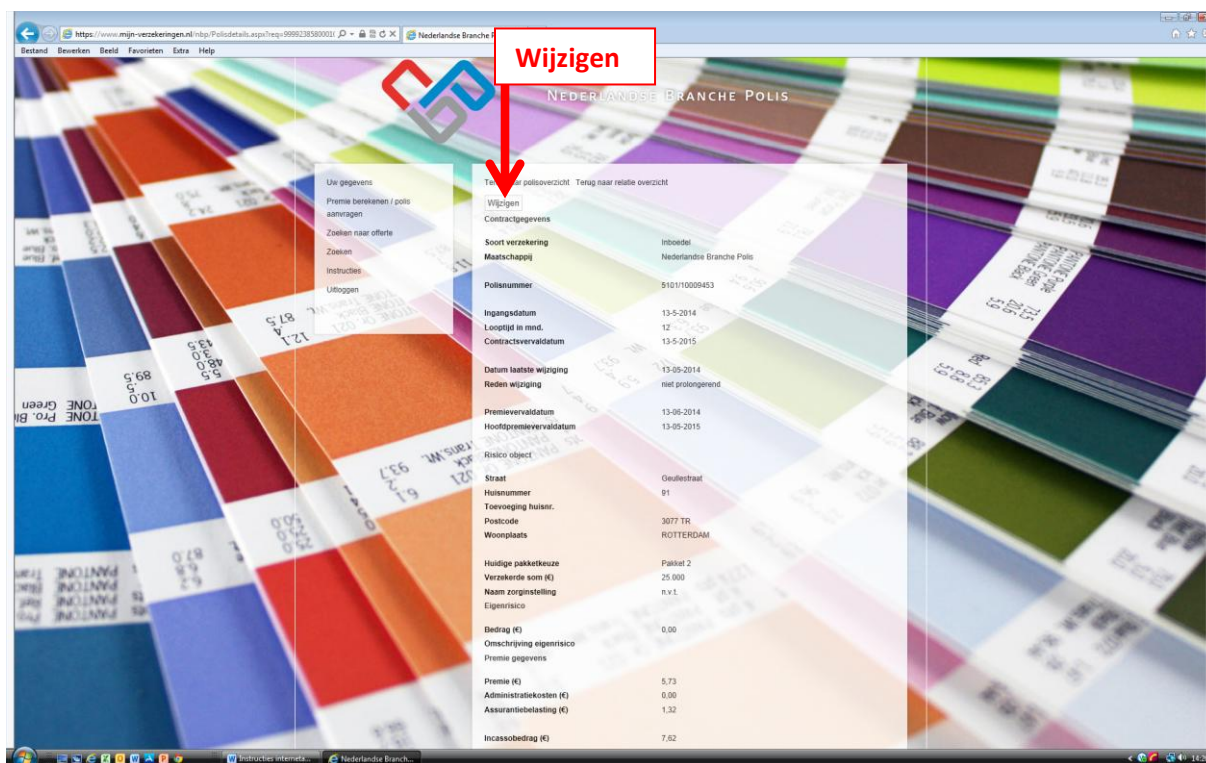 https://www.mijn-verzekeringen.nl/nbp/Polisdetails.aspx?req=9999238580001
Nederlandse Branche P
Bestand Bewerken Beeld Favorieten Extra Help
Wijzigen
NEDERLANDSE BRANCHE POLIS
Uw gegevens
Premie berekenen / polis
aanvragen
Zoeken naar offerte
Zoeken
Instructies
Uitloggen
Terug naar polisoverzicht Terug naar relatie overzicht
Wijzigen
Contractgegevens
Soort verzekering Inboedel
Maatschappij Nederlandse Branche Polis
Polisnummer 5101/10009453
Ingangsdatum 13-5-2014
Looptijd in mnd. 12
Contractsvervaldatum 13-5-2015
Datum laatste wijziging 13-05-2014
Reden wijziging niet prolongerend
Premievervaldatum 13-06-2014
Hoofdpremievervaldatum 13-05-2015
Risico object
Straat Geullestraat
Huisnummer 91
Toevoeging huisnr.
Postcode 3077 TR
Woonplaats ROTTERDAM
Huidige pakketkeuze Pakket 2
Verzekerde som (€) 25.000
Naam zorginstelling n.v.t.
Eigenrisico
Bedrag (€) 0,00
Omschrijving eigenrisico
Premie gegevens
Premie (€) 5,73
Administratiekosten (€) 0,00
Assurantiebelasting (€) 1,32
Incassobedrag (€) 7,62
Instructies interneta...
Nederlandse Branch...